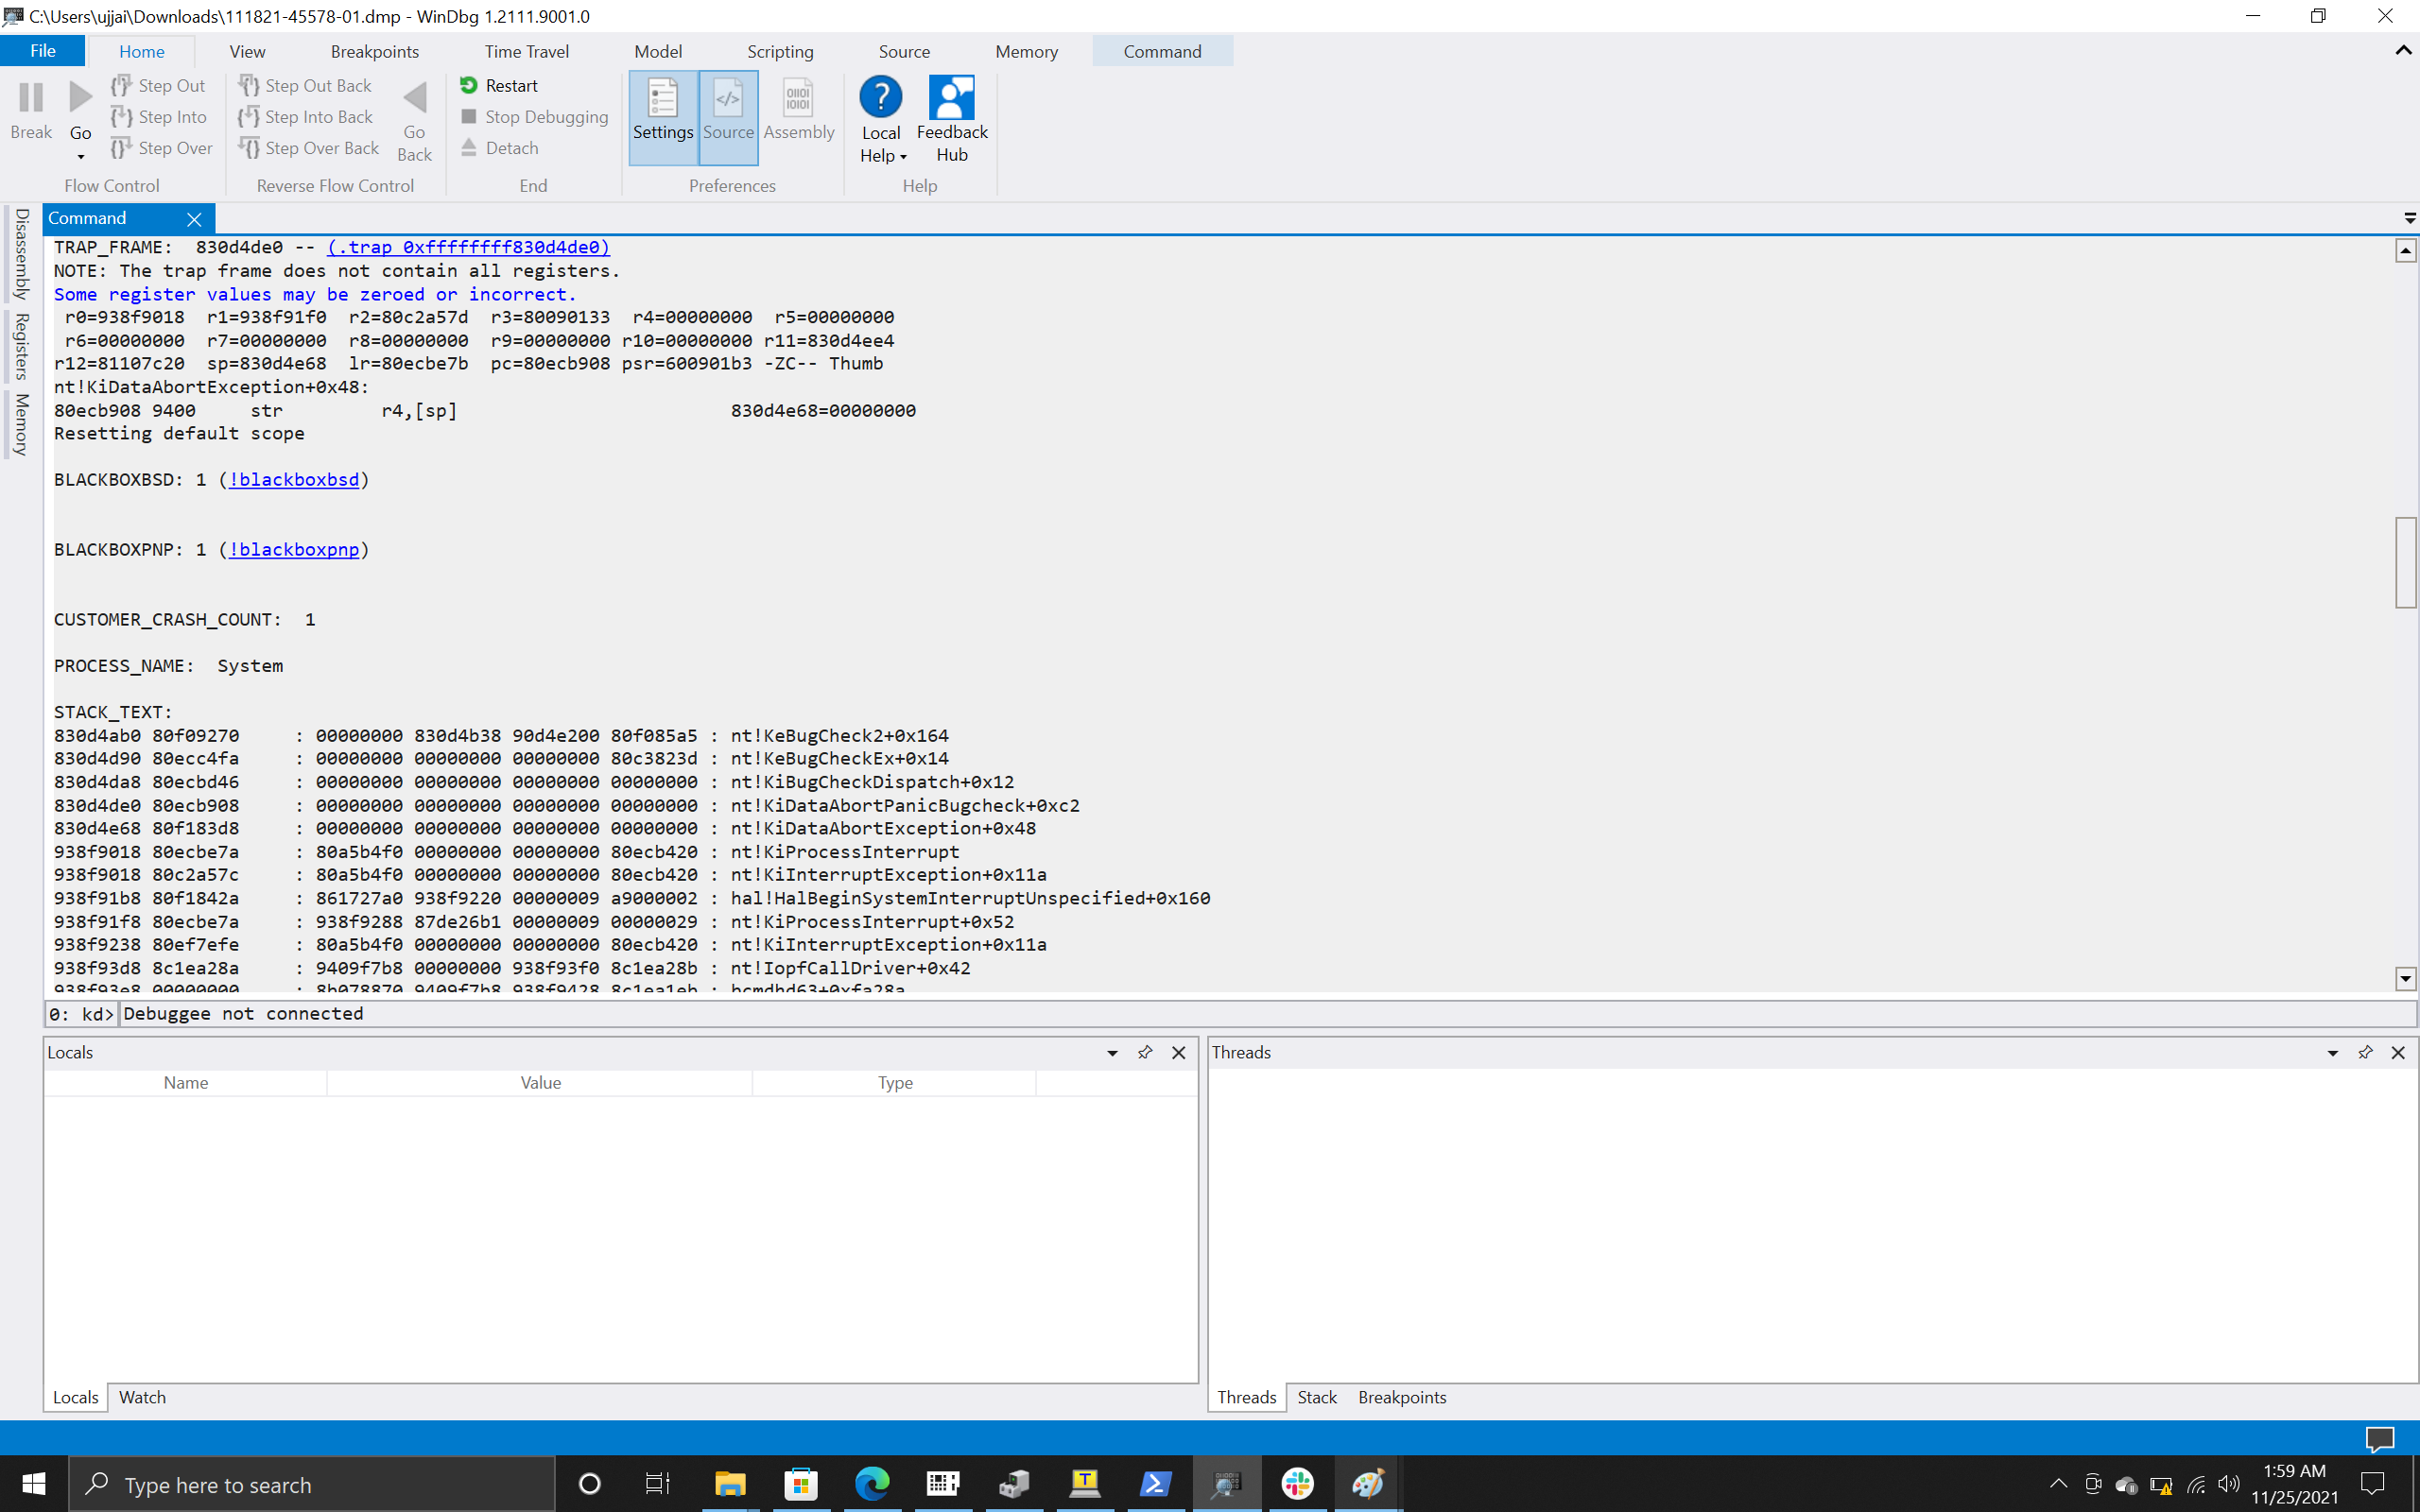 C:\Users\ujjai\Downloads\111821-45578-01.dmp - WinDbg 1.2111.9001.0
File Home View Breakpoints Time Travel Model Scripting Source Memory Command
Break Go Step Out Step Into Step Over
Flow Control
Step Out Back Step Into Back Step Over Back Go Back
Reverse Flow Control
Restart Stop Debugging Detach
End
Settings Source Assembly
Preferences
Local Help Feedback Hub
Help
Disassembly
Registers
Memory
Command
TRAP_FRAME:  830d4de0 -- (.trap 0xffffffff830d4de0)
NOTE: The trap frame does not contain all registers.
Some register values may be zeroed or incorrect.
r0=938f9018  r1=938f91f0  r2=80c2a57d  r3=80090133  r4=00000000  r5=00000000
r6=00000000  r7=00000000  r8=00000000  r9=00000000 r10=00000000 r11=830d4ee4
r12=81107c20  sp=830d4e68  lr=80ecbe7b  pc=80ecb908 psr=600901b3 -ZC-- Thumb
nt!KiDataAbortException+0x48:
80ecb908 9400     str      r4,[sp]      830d4e68=00000000
Resetting default scope
BLACKBOXBSD: 1 (!blackboxbsd)
BLACKBOXPNP: 1 (!blackboxpnp)
CUSTOMER_CRASH_COUNT:  1
PROCESS_NAME:  System
STACK_TEXT:
830d4ab0 80f09270     : 00000000 830d4b38 90d4e200 80f085a5 : nt!KeBugCheck2+0x164
830d4d90 80ecc4fa     : 00000000 00000000 00000000 80c3823d : nt!KeBugCheckEx+0x14
830d4da8 80ecbd46     : 00000000 00000000 00000000 00000000 : nt!KiBugCheckDispatch+0x12
830d4de0 80ecb908     : 00000000 00000000 00000000 00000000 : nt!KiDataAbortPanicBugcheck+0xc2
830d4e68 80f183d8     : 00000000 00000000 00000000 00000000 : nt!KiDataAbortException+0x48
938f9018 80ecbe7a     : 80a5b4f0 00000000 00000000 80ecb420 : nt!KiProcessInterrupt
938f9018 80c2a57c     : 80a5b4f0 00000000 00000000 80ecb420 : nt!KiInterruptException+0x11a
938f91b8 80f1842a     : 861727a0 938f9220 00000009 a9000002 : hal!HalBeginSystemInterruptUnspecified+0x160
938f91f8 80ecbe7a     : 938f9288 87de26b1 00000009 00000029 : nt!KiProcessInterrupt+0x52
938f9238 80ef7efe     : 80a5b4f0 00000000 00000000 80ecb420 : nt!KiInterruptException+0x11a
938f93d8 8c1ea28a     : 9409f7b8 00000000 938f93f0 8c1ea28b : nt!IopfCallDriver+0x42
938f93e8 00000000     : 8b078870 9409f7b8 938f9428 8c1ea1eb : bcmdhd63+0xfa28a
0: kd> Debuggee not connected
Locals
Name Value Type
Locals Watch
Threads
Threads Stack Breakpoints
Type here to search
1:59 AM
11/25/2021